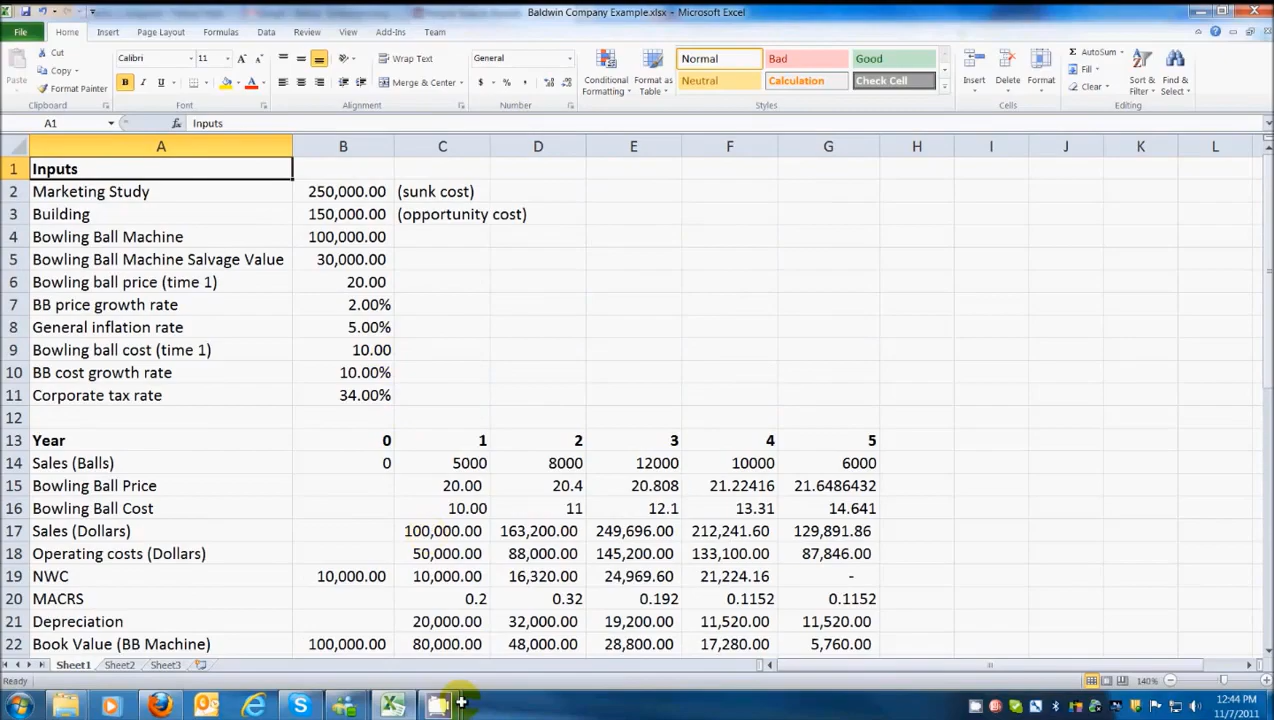 Baldwin Company Example.xlsx - Microsoft Excel
File Home Insert Page Layout Formulas Data Review View Add-Ins Team
Paste Cut Copy Format Painter Clipboard
Calibri 11 A A B I U A Font
Wrap Text Merge & Center Alignment
General $ % , Number
Conditional Formatting Format as Table Normal Bad Good Neutral Calculation Check Cell Styles
Insert Delete Format Cells
Σ AutoSum Fill Clear Sort & Filter Find & Select Editing
A1 fx Inputs
A B C D E F G H I J K L
1 Inputs
2 Marketing Study 250,000.00 (sunk cost)
3 Building 150,000.00 (opportunity cost)
4 Bowling Ball Machine 100,000.00
5 Bowling Ball Machine Salvage Value 30,000.00
6 Bowling ball price (time 1) 20.00
7 BB price growth rate 2.00%
8 General inflation rate 5.00%
9 Bowling ball cost (time 1) 10.00
10 BB cost growth rate 10.00%
11 Corporate tax rate 34.00%
12
13 Year 0 1 2 3 4 5
14 Sales (Balls) 0 5000 8000 12000 10000 6000
15 Bowling Ball Price 20.00 20.4 20.808 21.22416 21.6486432
16 Bowling Ball Cost 10.00 11 12.1 13.31 14.641
17 Sales (Dollars) 100,000.00 163,200.00 249,696.00 212,241.60 129,891.86
18 Operating costs (Dollars) 50,000.00 88,000.00 145,200.00 133,100.00 87,846.00
19 NWC 10,000.00 10,000.00 16,320.00 24,969.60 21,224.16 -
20 MACRS 0.2 0.32 0.192 0.1152 0.1152
21 Depreciation 20,000.00 32,000.00 19,200.00 11,520.00 11,520.00
22 Book Value (BB Machine) 100,000.00 80,000.00 48,000.00 28,800.00 17,280.00 5,760.00
Sheet1 Sheet2 Sheet3
Ready 140%
12:44 PM
11/7/2011